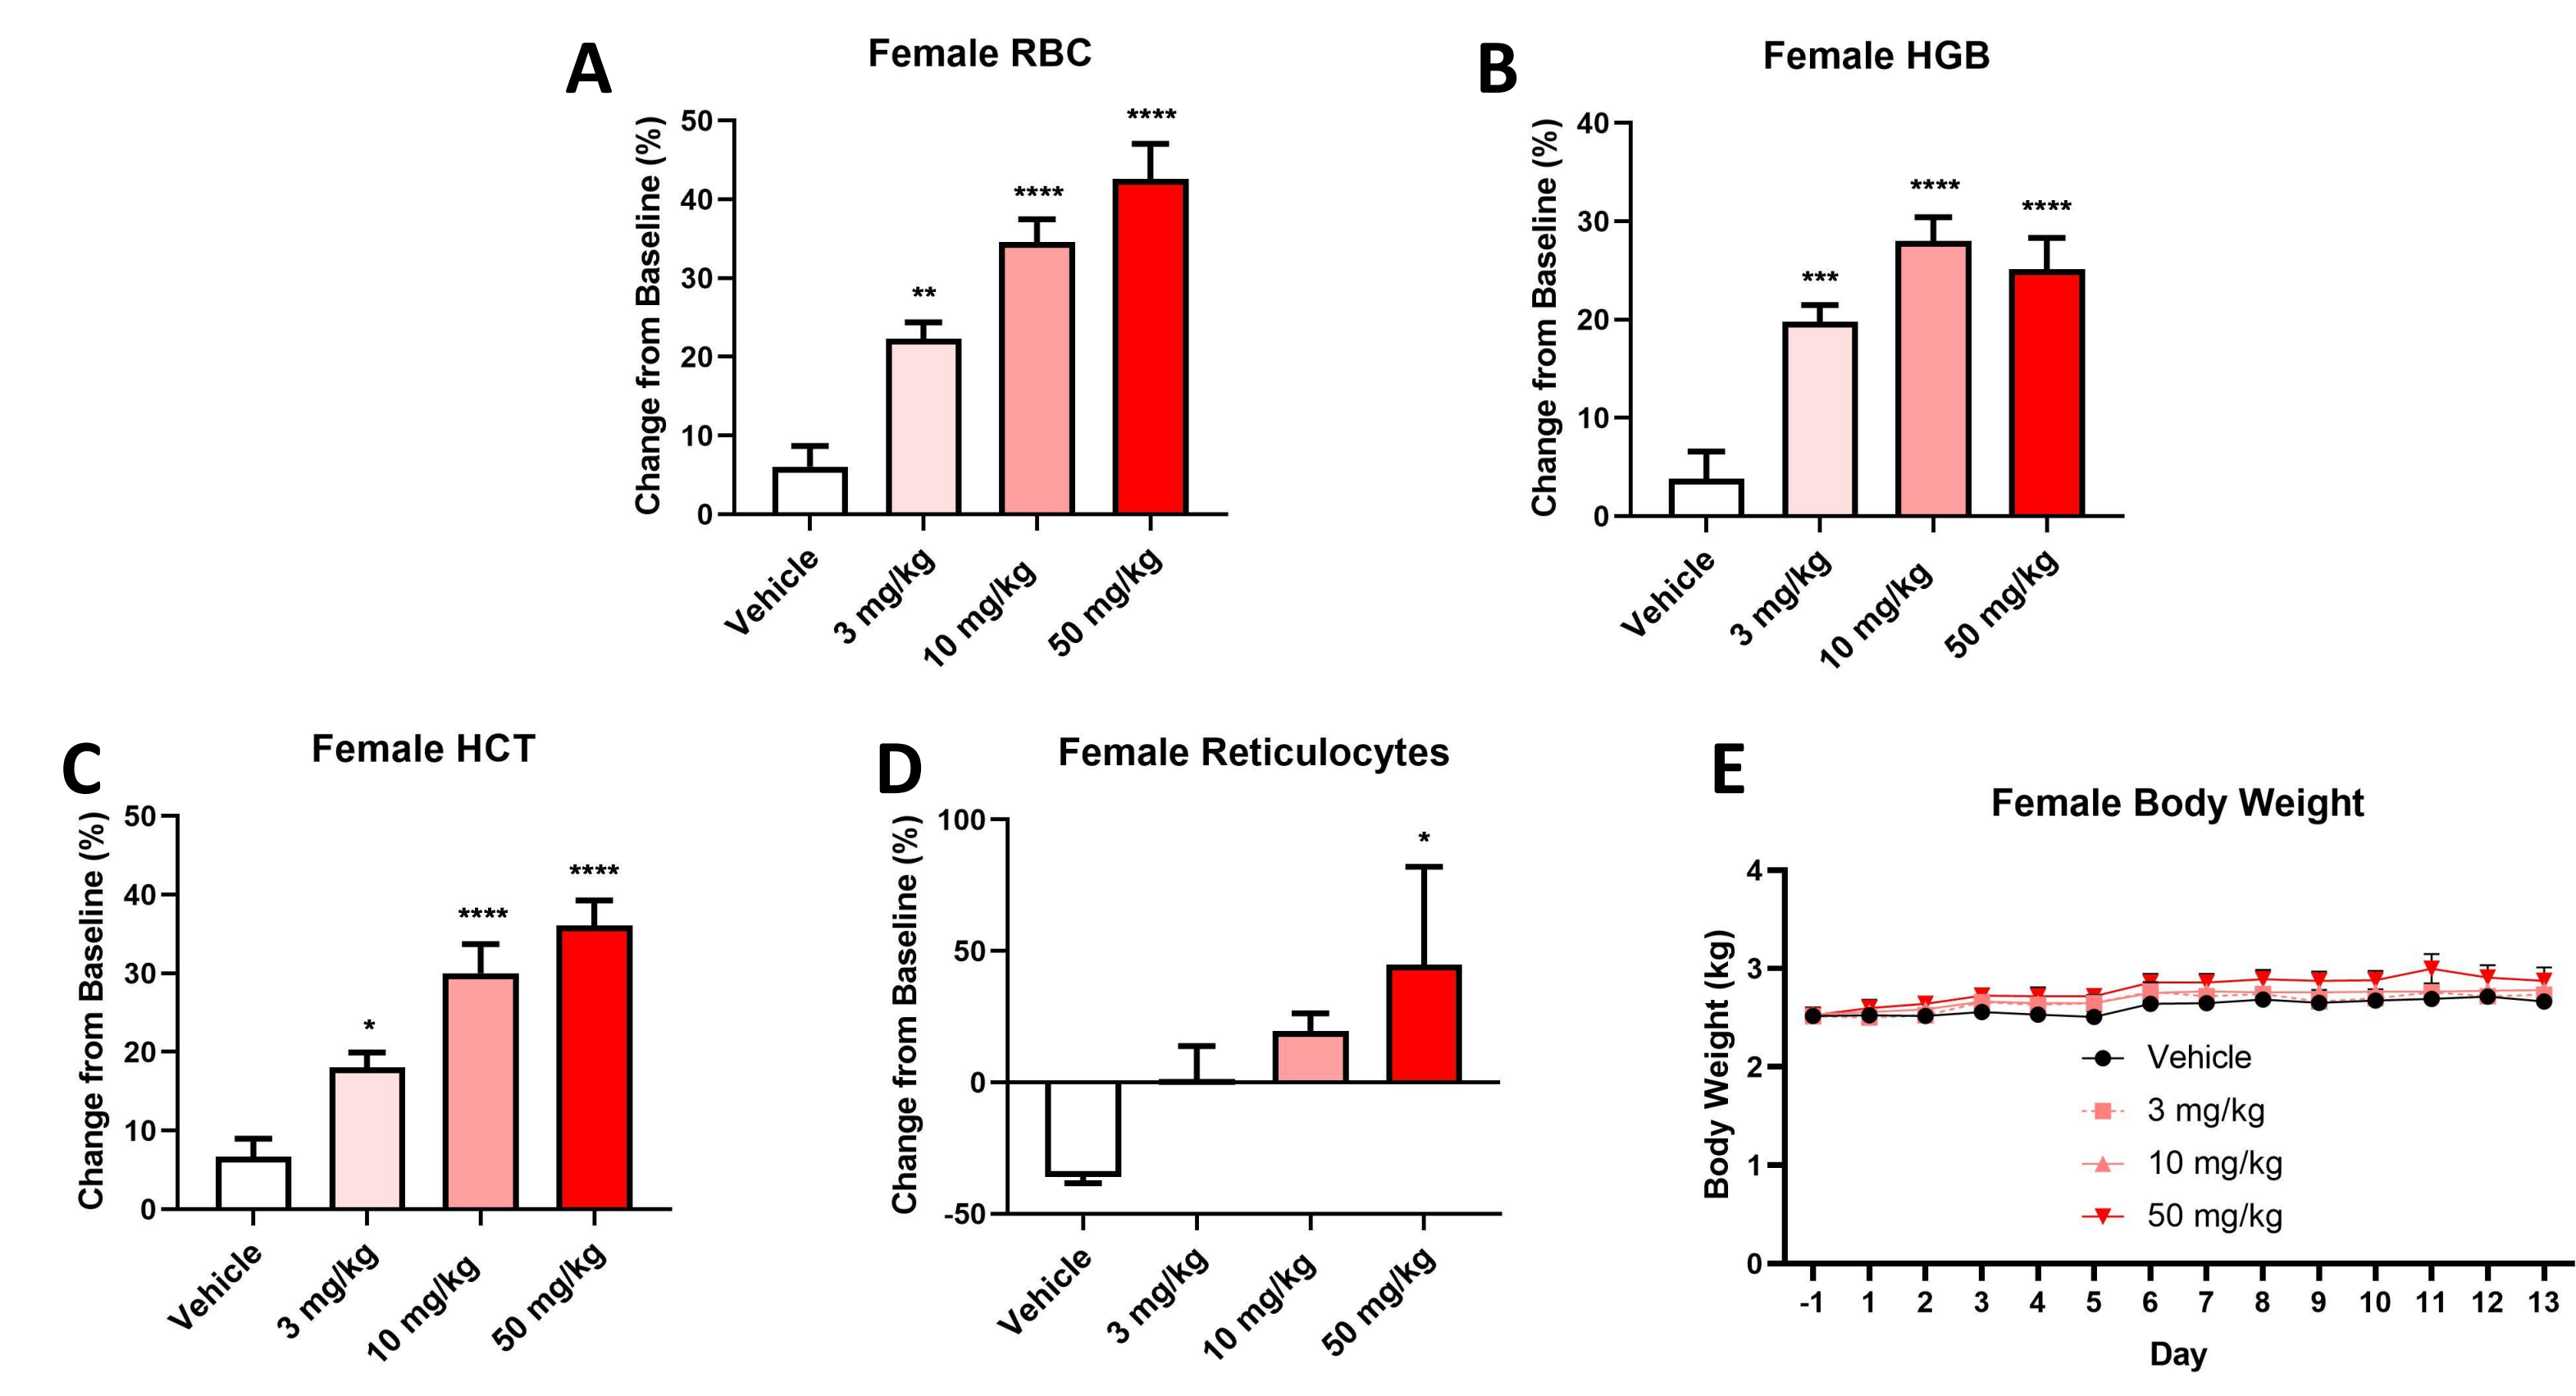 A
Female RBC
Change from Baseline (%)
50
40
30
20
10
0
**
****
****
Vehicle
3 mg/kg
10 mg/kg
50 mg/kg
B
Female HGB
Change from Baseline (%)
40
30
20
10
0
***
****
****
Vehicle
3 mg/kg
10 mg/kg
50 mg/kg
C
Female HCT
Change from Baseline (%)
50
40
30
20
10
0
*
****
****
Vehicle
3 mg/kg
10 mg/kg
50 mg/kg
D
Female Reticulocytes
Change from Baseline (%)
100
50
0
-50
*
Vehicle
3 mg/kg
10 mg/kg
50 mg/kg
E
Female Body Weight
Body Weight (kg)
4
3
2
1
0
Vehicle
3 mg/kg
10 mg/kg
50 mg/kg
-1 1 2 3 4 5 6 7 8 9 10 11 12 13
Day